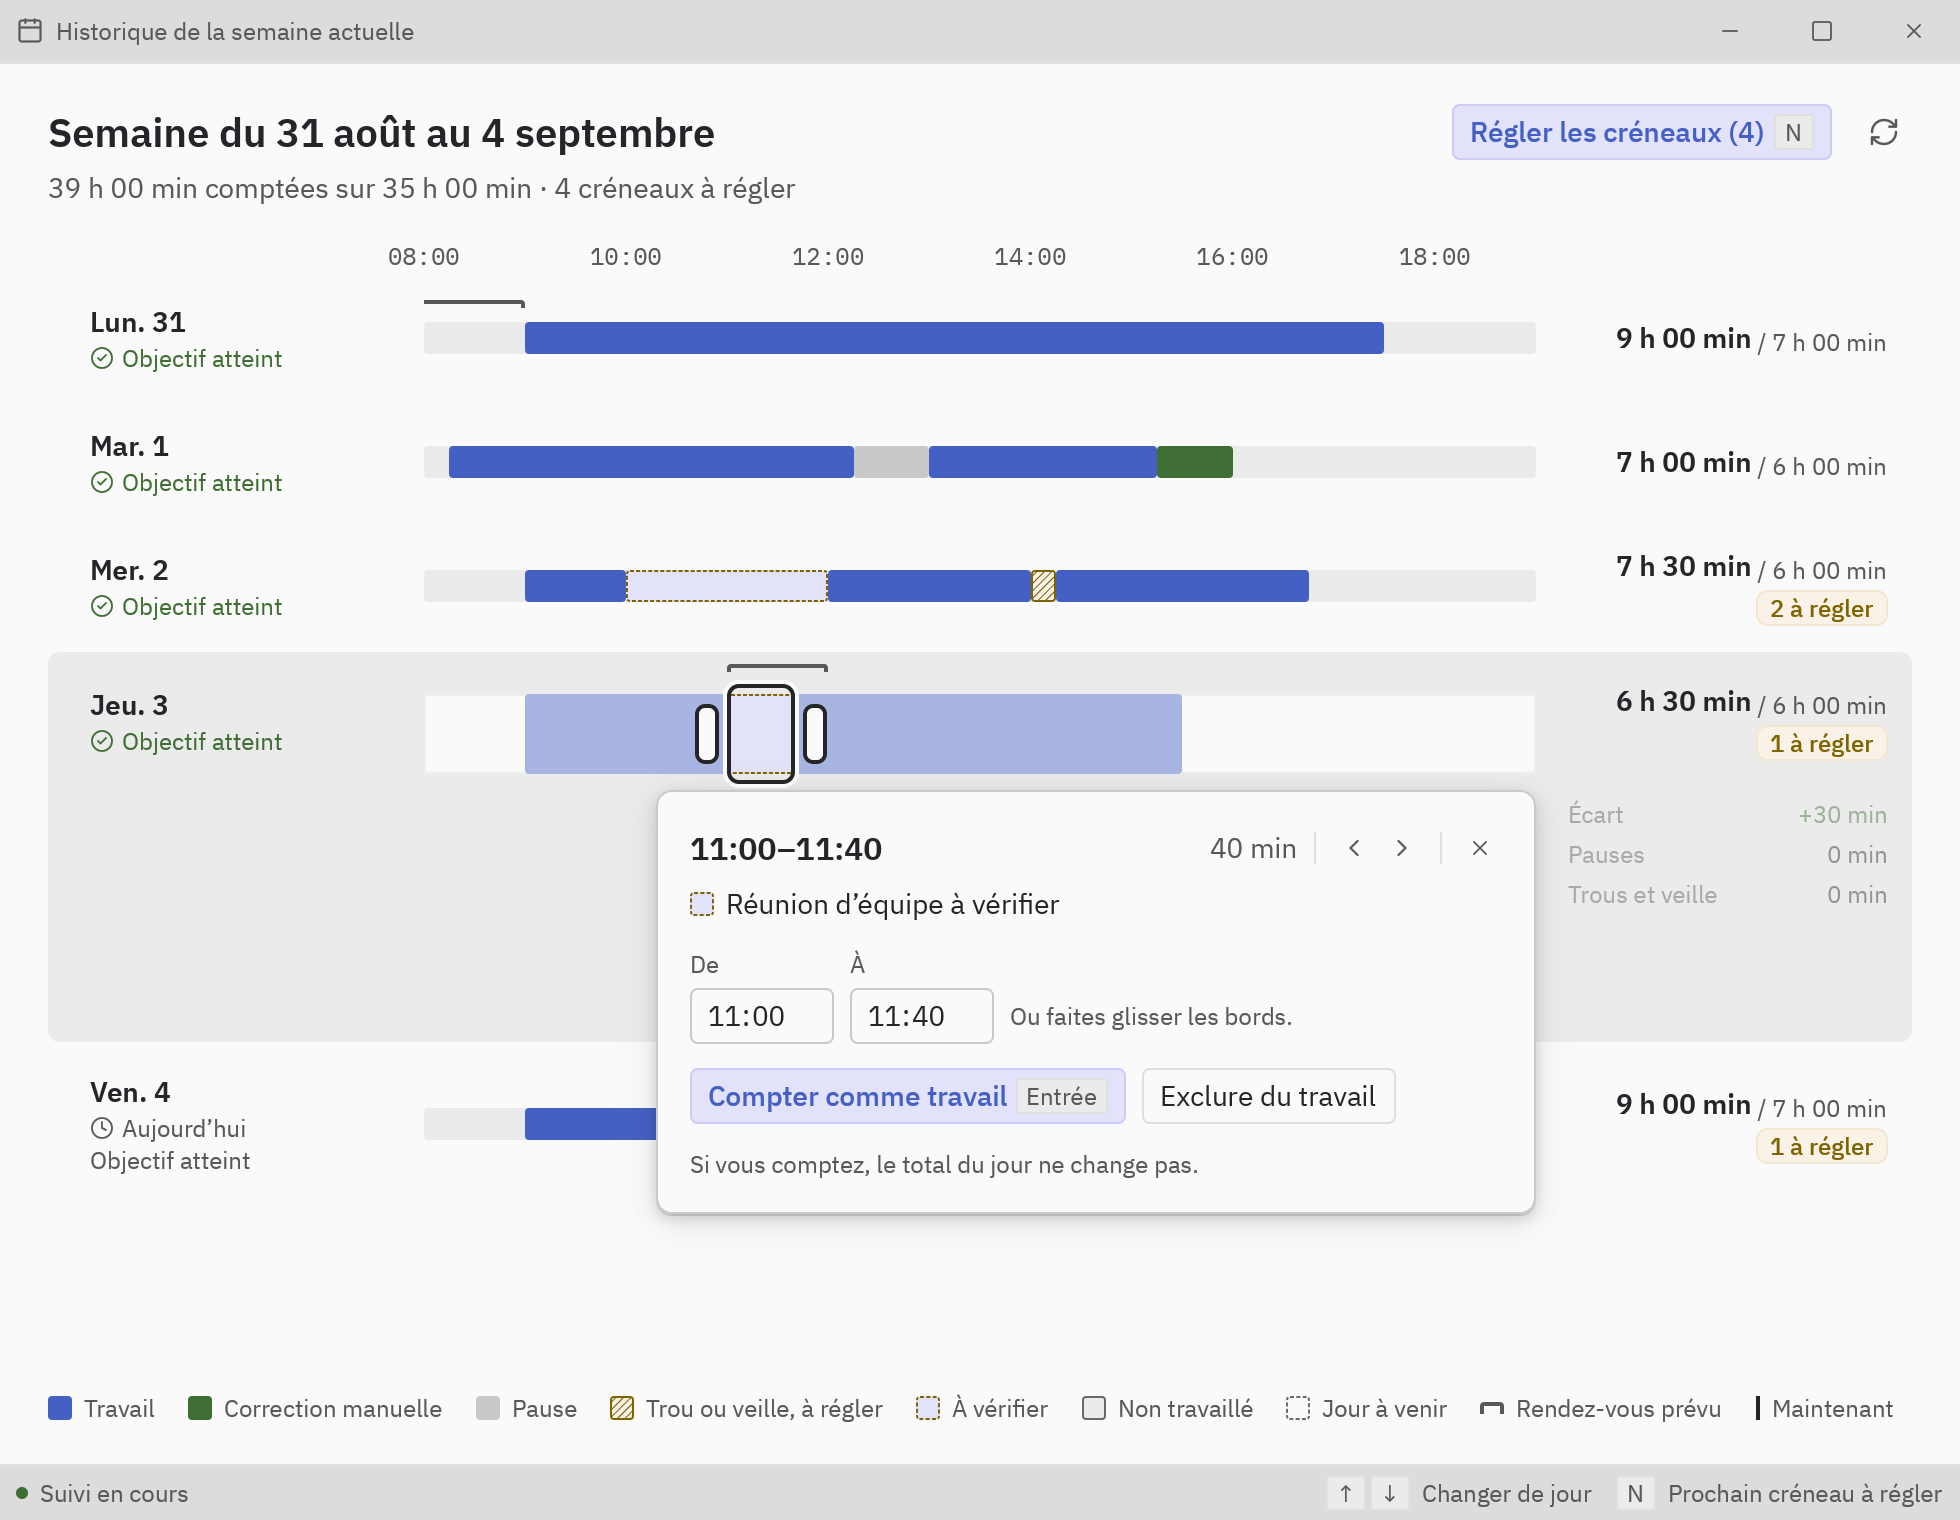 Historique de la semaine actuelle
Semaine du 31 août au 4 septembre
Régler les créneaux (4) N
39 h 00 min comptées sur 35 h 00 min · 4 créneaux à régler
08:00 10:00 12:00 14:00 16:00 18:00
Lun. 31
Objectif atteint
9 h 00 min / 7 h 00 min
Mar. 1
Objectif atteint
7 h 00 min / 6 h 00 min
Mer. 2
Objectif atteint
7 h 30 min / 6 h 00 min
2 à régler
Jeu. 3
Objectif atteint
6 h 30 min / 6 h 00 min
1 à régler
Écart +30 min
Pauses 0 min
Trous et veille 0 min
11:00–11:40 40 min
Réunion d’équipe à vérifier
De À
11:00 11:40 Ou faites glisser les bords.
Compter comme travail Entrée Exclure du travail
Si vous comptez, le total du jour ne change pas.
Ven. 4
Aujourd’hui
Objectif atteint
9 h 00 min / 7 h 00 min
1 à régler
Travail Correction manuelle Pause Trou ou veille, à régler À vérifier Non travaillé Jour à venir Rendez-vous prévu Maintenant
Suivi en cours ↑ ↓ Changer de jour N Prochain créneau à régler